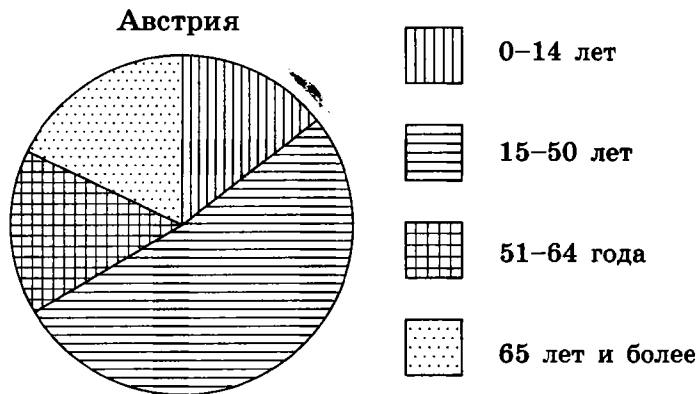 Австрия
0–14 лет
15–50 лет
51–64 года
65 лет и более